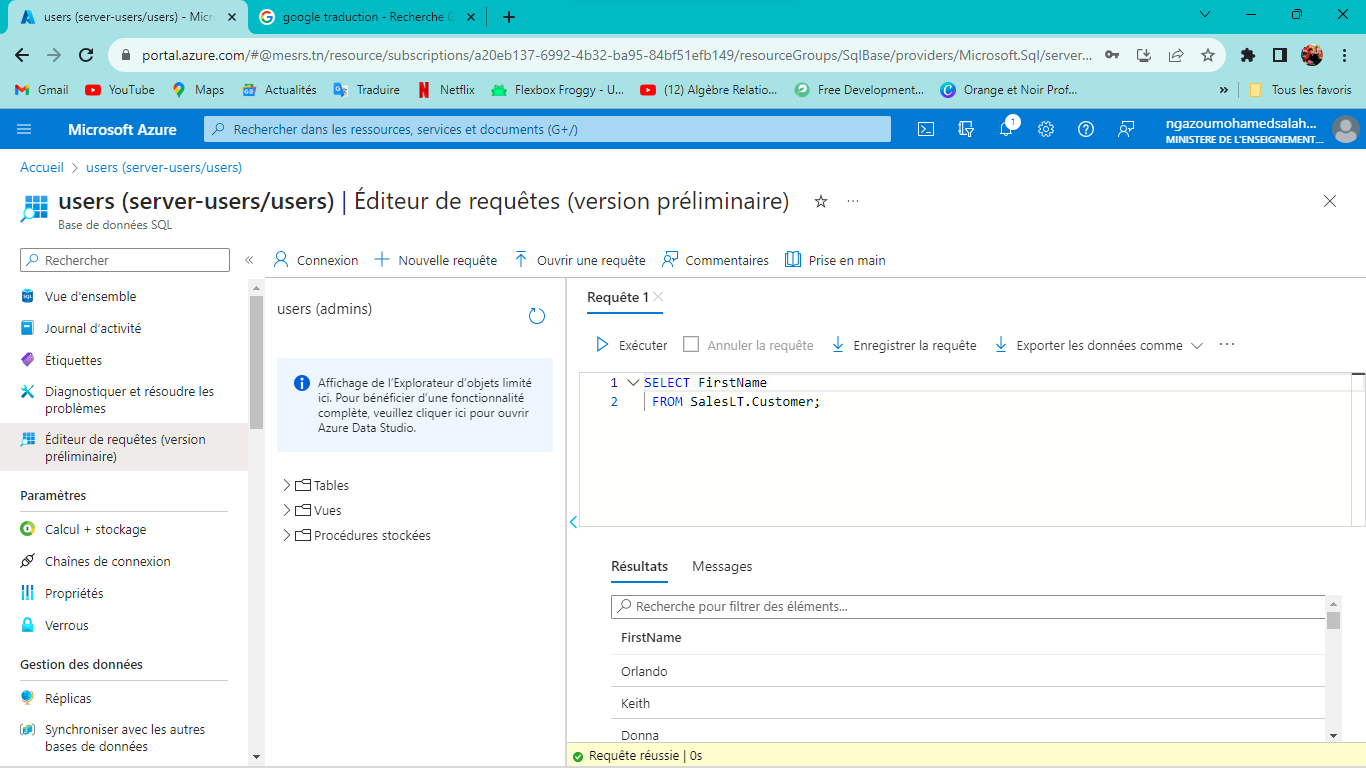 users (server-users/users) - Micr
google traduction - Recherche G
portal.azure.com/#@mesrs.tn/resource/subscriptions/a20eb137-6992-4b32-ba95-84bf51efb149/resourceGroups/SqlBase/providers/Microsoft.Sql/server...
Gmail
YouTube
Maps
Actualités
Traduire
Netflix
Flexbox Froggy - U...
(12) Algèbre Relatio...
Free Development...
Orange et Noir Prof...
»
Tous les favoris
Microsoft Azure
Rechercher dans les ressources, services et documents (G+/)
1
ngazoumohamedsalah...
MINISTERE DE L'ENSEIGNEMENT...
Accueil > users (server-users/users)
users (server-users/users) | Éditeur de requêtes (version préliminaire)
Base de données SQL
Rechercher
Connexion
Nouvelle requête
Ouvrir une requête
Commentaires
Prise en main
Vue d'ensemble
Journal d'activité
Étiquettes
Diagnostiquer et résoudre les
problèmes
Éditeur de requêtes (version
préliminaire)
Paramètres
Calcul + stockage
Chaînes de connexion
Propriétés
Verrous
Gestion des données
Réplicas
Synchroniser avec les autres
bases de données
users (admins)
Affichage de l'Explorateur d'objets limité
ici. Pour bénéficier d'une fonctionnalité
complète, veuillez cliquer ici pour ouvrir
Azure Data Studio.
Tables
Vues
Procédures stockées
Requête 1
Exécuter
Annuler la requête
Enregistrer la requête
Exporter les données comme
1 SELECT FirstName
2 FROM SalesLT.Customer;
Résultats
Messages
Recherche pour filtrer des éléments...
FirstName
Orlando
Keith
Donna
Requête réussie | 0s